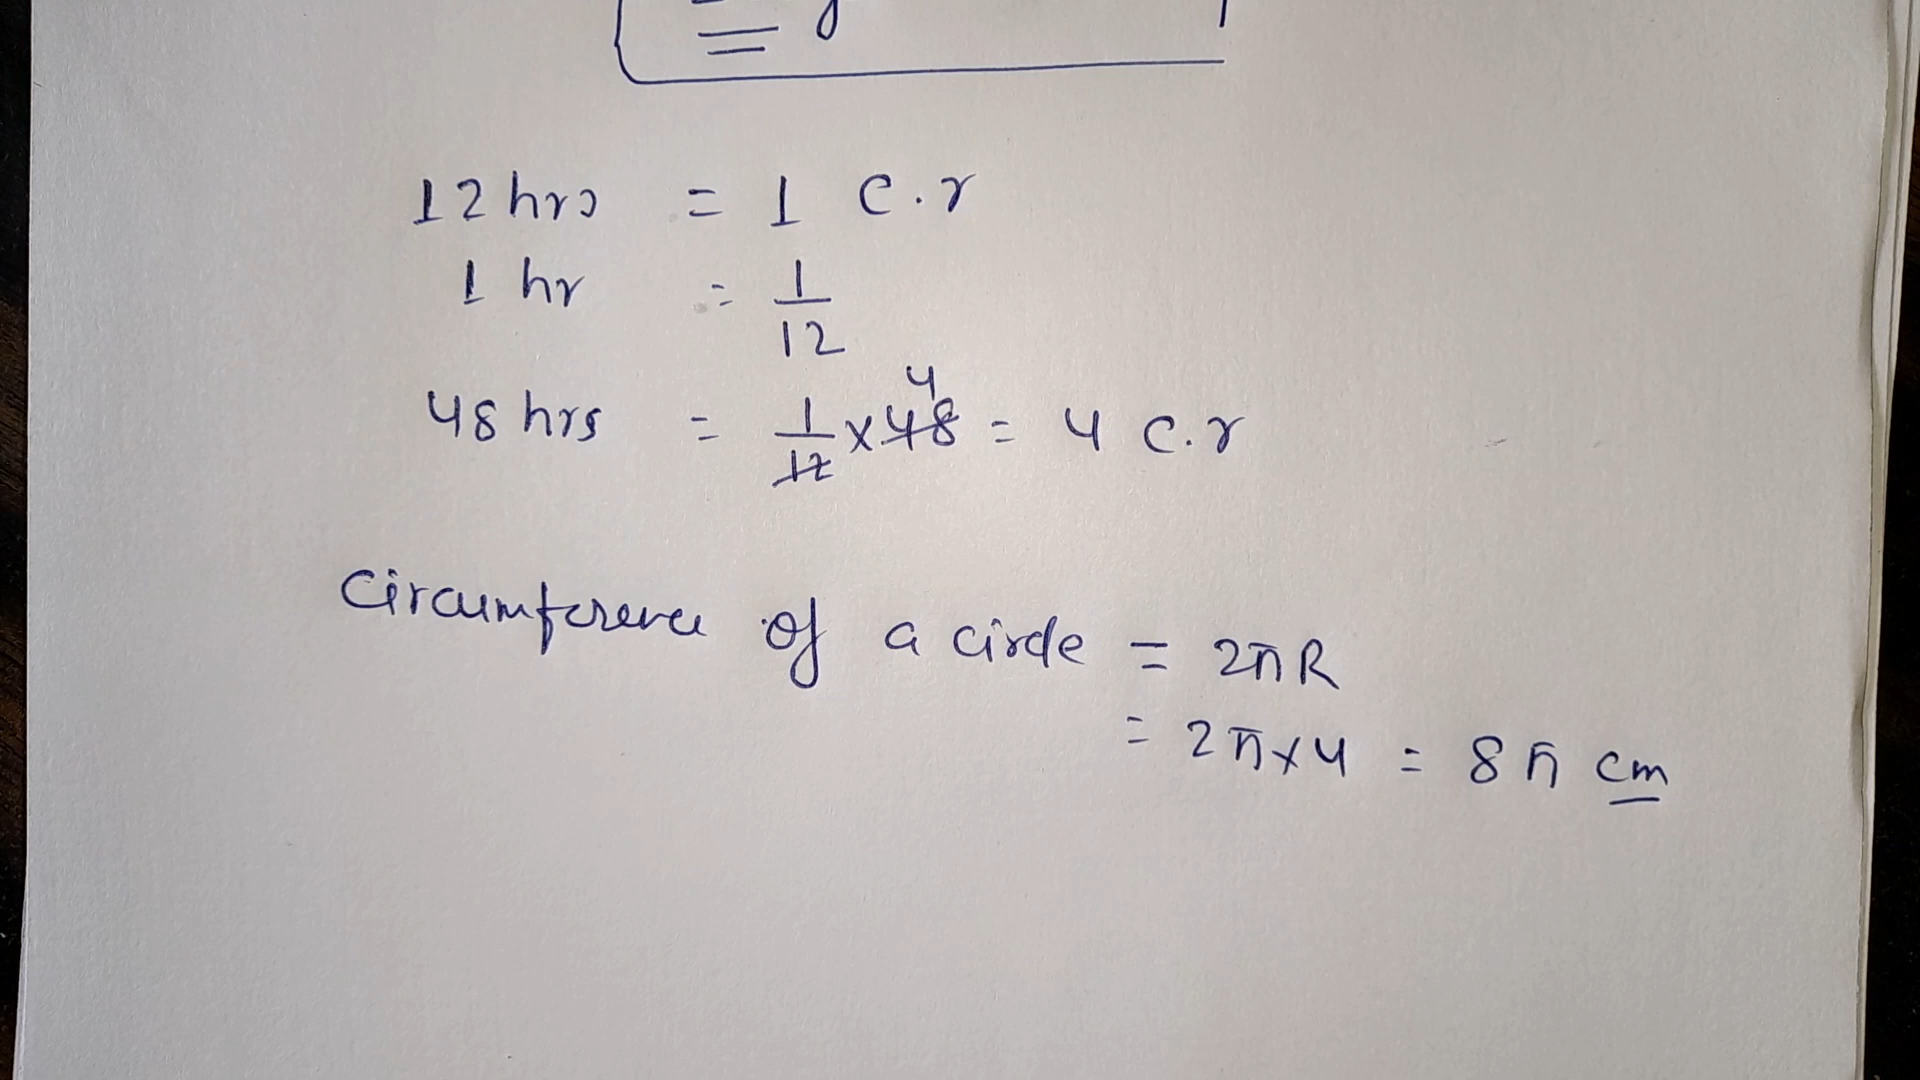 12 hrs = 1 c.r
1 hr = 1/12
48 hrs = 1/12 x 48 4 = 4 c.r
Circumference of a circle = 2πR
= 2π x 4 = 8π cm